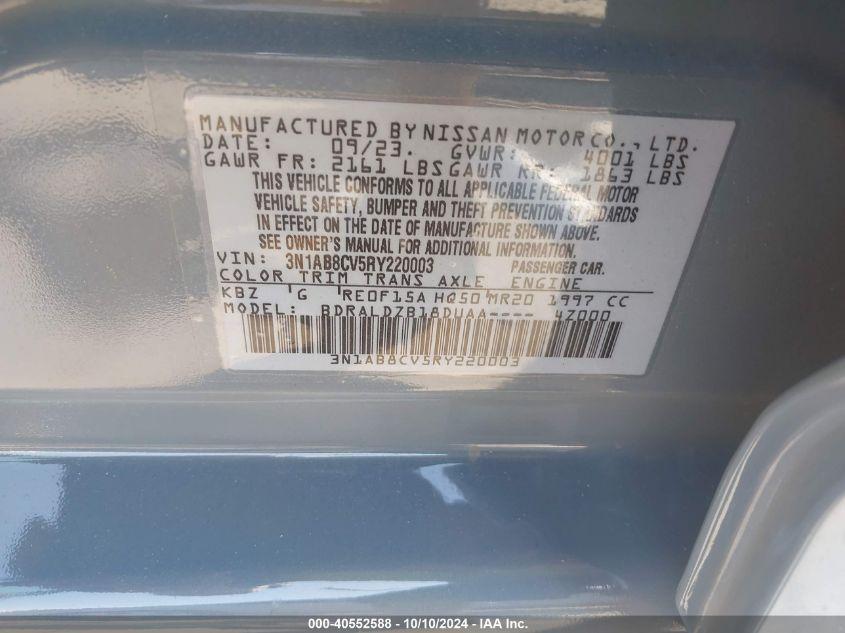 MANUFACTURED BY NISSAN MOTOR CO., LTD.
DATE: 09/23. GVWR: 4001 LBS
GAWR FR: 2161 LBS GAWR RR: 1863 LBS
THIS VEHICLE CONFORMS TO ALL APPLICABLE FEDERAL MOTOR
VEHICLE SAFETY, BUMPER AND THEFT PREVENTION STANDARDS
IN EFFECT ON THE DATE OF MANUFACTURE SHOWN ABOVE.
SEE OWNER'S MANUAL FOR ADDITIONAL INFORMATION.
VIN: 3N1AB8CV5RY220003 PASSENGER CAR.
COLOR TRIM TRANS AXLE ENGINE
KBZ G RE0F15A HQ50 MR20 1997 CC
MODEL: BDRALDZB18DUAA---- 4Z000
3N1AB8CV5RY220003
000-40552588 - 10/10/2024 - IAA Inc.